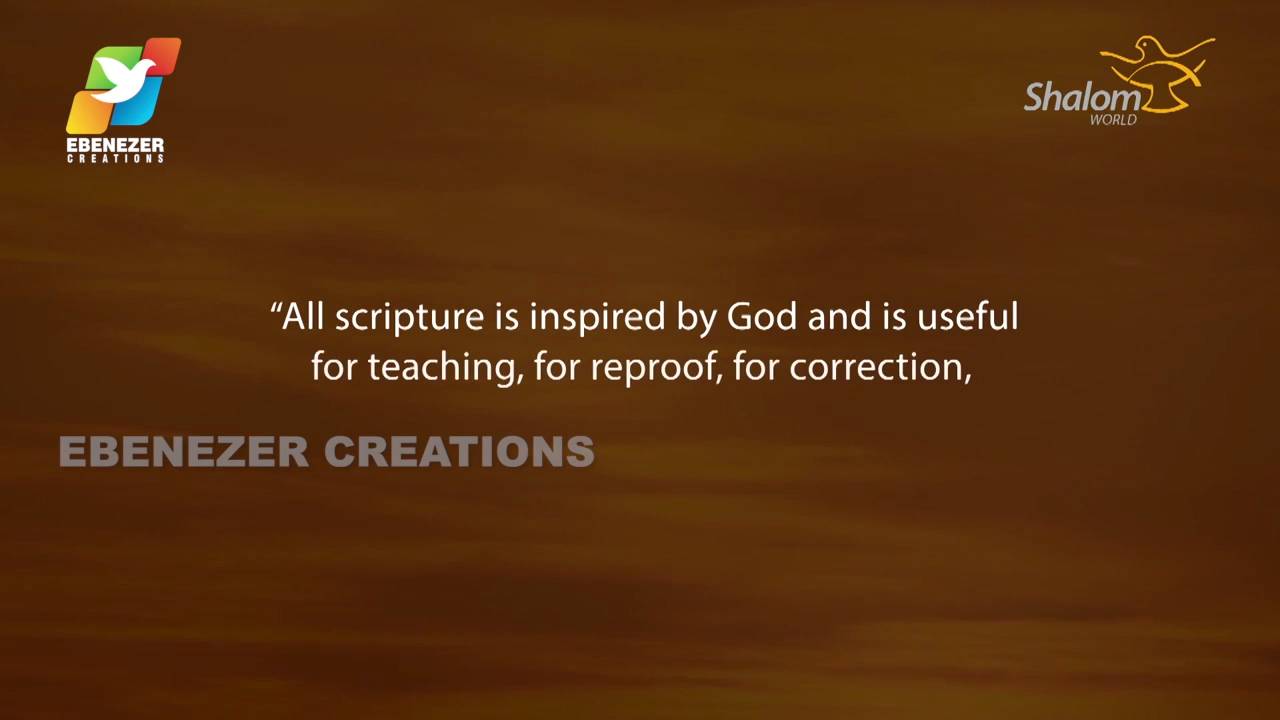 EBENEZER
CREATIONS
Shalom
WORLD
“All scripture is inspired by God and is useful
for teaching, for reproof, for correction,
EBENEZER CREATIONS